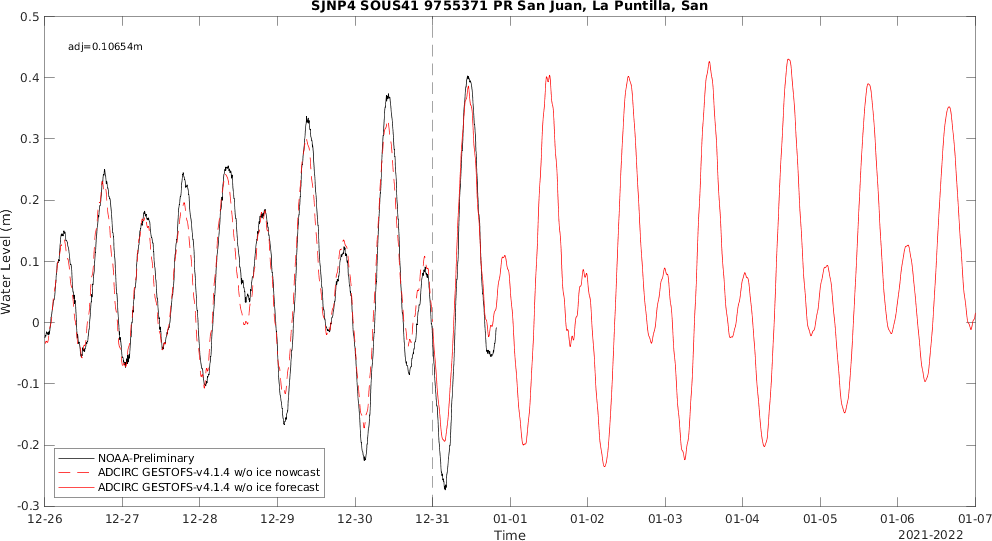 SJNP4 SOUS41 9755371 PR San Juan, La Puntilla, San
adj=0.10654m
0.5
0.4
0.3
0.2
0.1
0
-0.1
-0.2
-0.3
Water Level (m)
NOAA-Preliminary
ADCIRC GESTOFS-v4.1.4 w/o ice nowcast
ADCIRC GESTOFS-v4.1.4 w/o ice forecast
12-26 12-27 12-28 12-29 12-30 12-31 01-01 01-02 01-03 01-04 01-05 01-06 01-07
Time
2021-2022